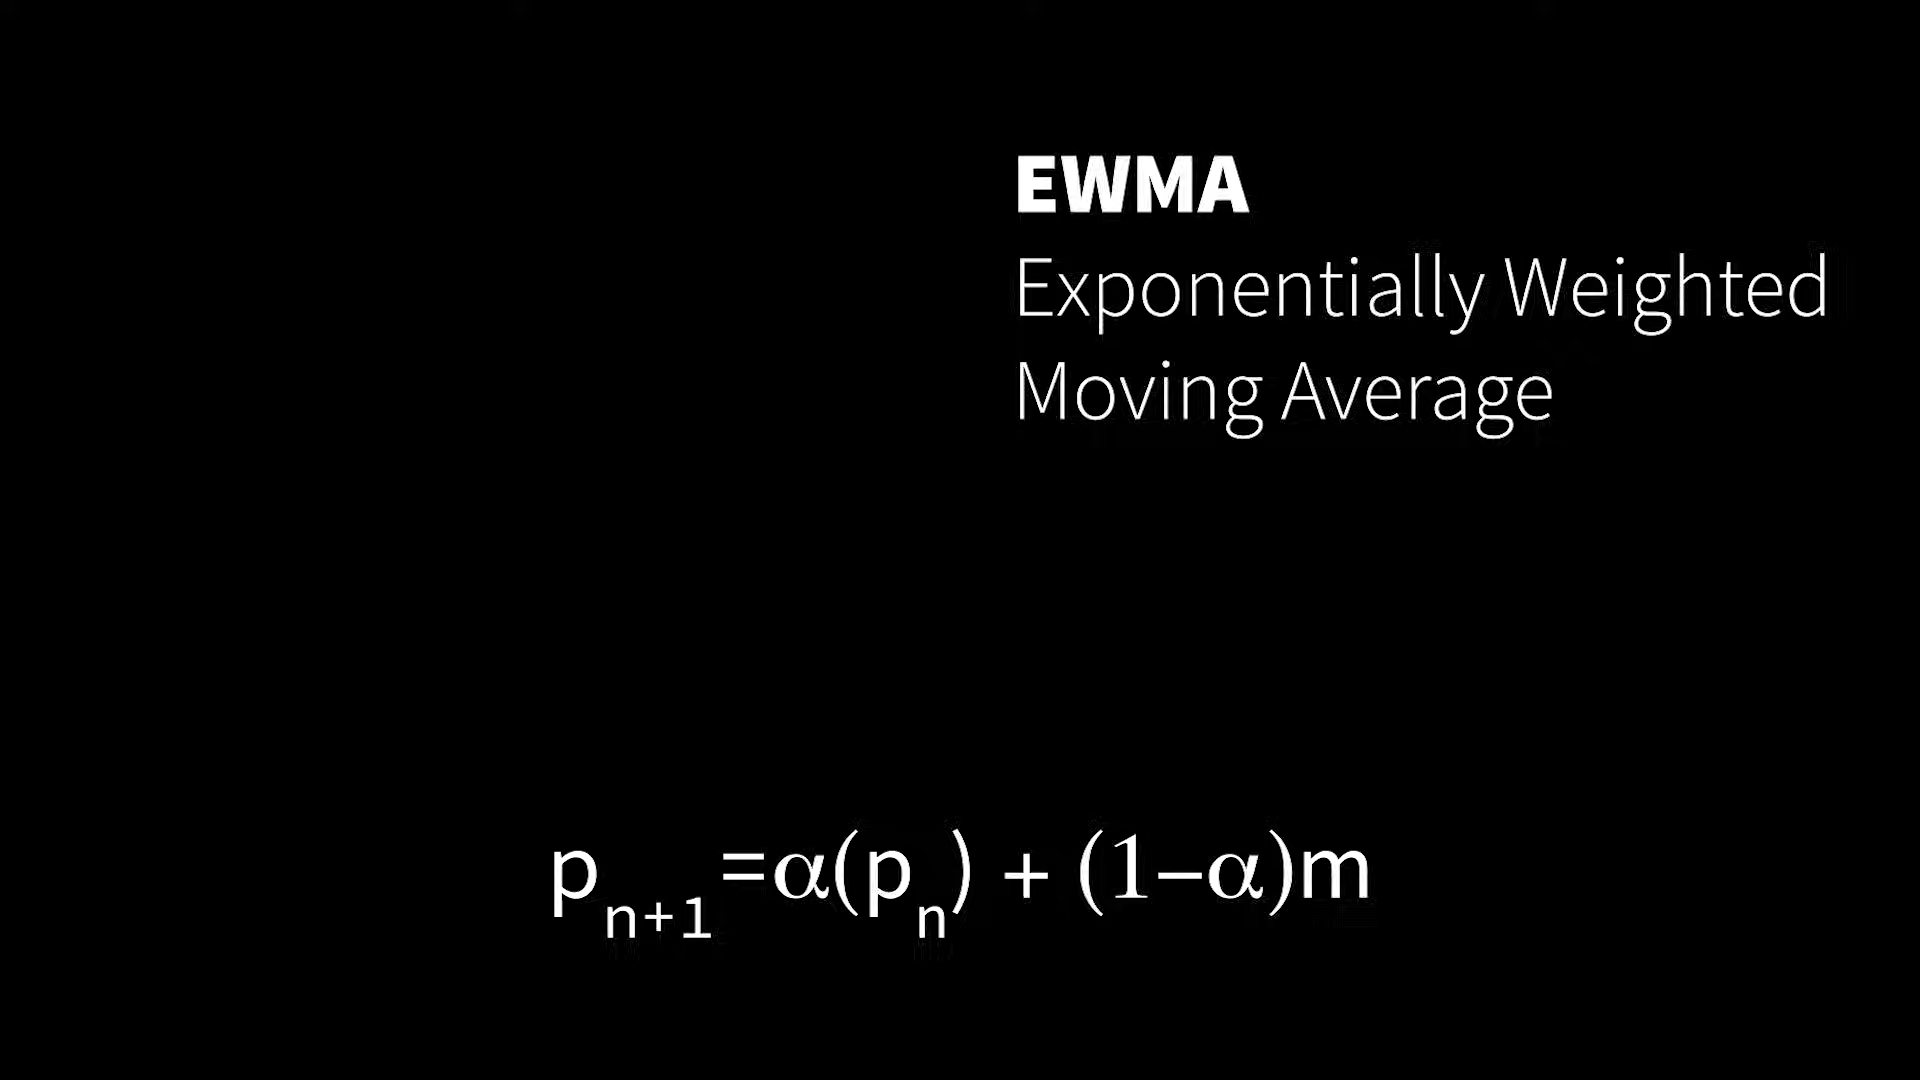 EWMA
Exponentially Weighted
Moving Average
pₙ₊₁=α(pₙ) + (1−α)m